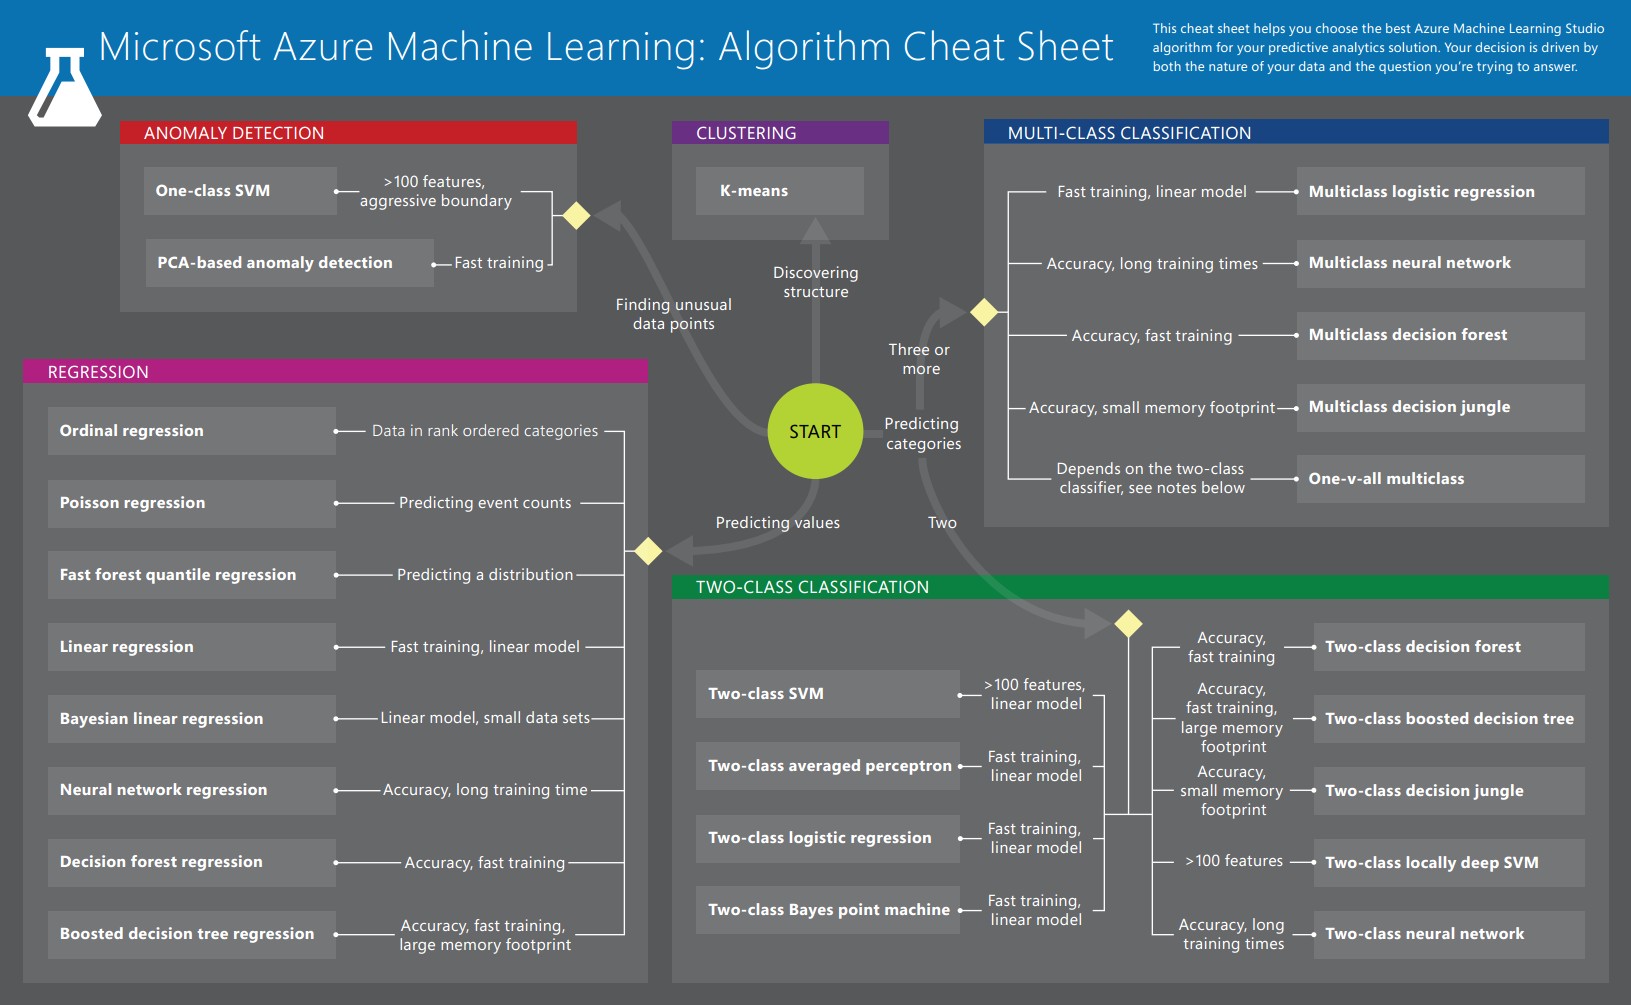 Microsoft Azure Machine Learning: Algorithm Cheat Sheet
This cheat sheet helps you choose the best Azure Machine Learning Studio
algorithm for your predictive analytics solution. Your decision is driven by
both the nature of your data and the question you're trying to answer.
ANOMALY DETECTION
One-class SVM
>100 features,
aggressive boundary
PCA-based anomaly detection
Fast training
CLUSTERING
K-means
MULTI-CLASS CLASSIFICATION
Fast training, linear model
Multiclass logistic regression
Accuracy, long training times
Multiclass neural network
Accuracy, fast training
Multiclass decision forest
Accuracy, small memory footprint
Multiclass decision jungle
Depends on the two-class
classifier, see notes below
One-v-all multiclass
Finding unusual
data points
Discovering
structure
Three or
more
START
Predicting
categories
Predicting values
Two
REGRESSION
Ordinal regression
Data in rank ordered categories
Poisson regression
Predicting event counts
Fast forest quantile regression
Predicting a distribution
Linear regression
Fast training, linear model
Bayesian linear regression
Linear model, small data sets
Neural network regression
Accuracy, long training time
Decision forest regression
Accuracy, fast training
Boosted decision tree regression
Accuracy, fast training,
large memory footprint
TWO-CLASS CLASSIFICATION
Two-class SVM
>100 features,
linear model
Two-class averaged perceptron
Fast training,
linear model
Two-class logistic regression
Fast training,
linear model
Two-class Bayes point machine
Fast training,
linear model
Accuracy,
fast training
Two-class decision forest
Accuracy,
fast training,
large memory
footprint
Two-class boosted decision tree
Accuracy,
small memory
footprint
Two-class decision jungle
>100 features
Two-class locally deep SVM
Accuracy, long
training times
Two-class neural network